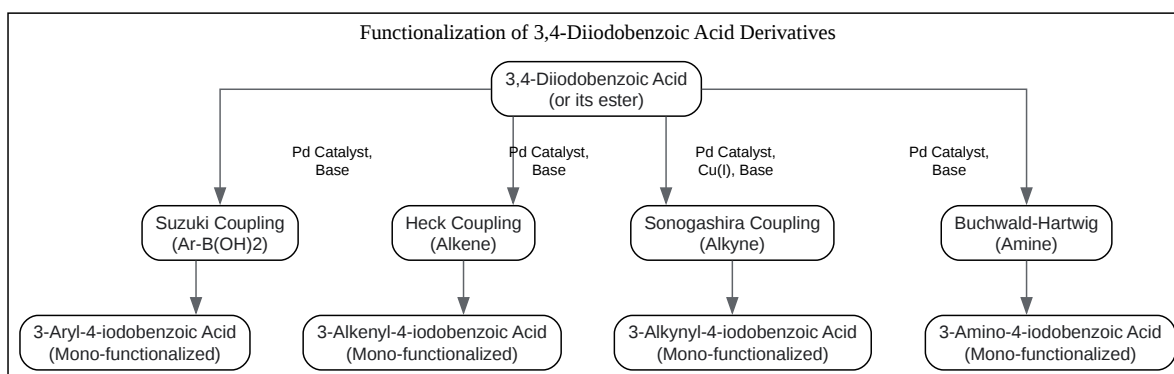 Functionalization of 3,4-Diiodobenzoic Acid Derivatives
3,4-Diiodobenzoic Acid
(or its ester)
Pd Catalyst,
Base
Pd Catalyst,
Base
Pd Catalyst,
Cu(I), Base
Pd Catalyst,
Base
Suzuki Coupling
(Ar-B(OH)2)
Heck Coupling
(Alkene)
Sonogashira Coupling
(Alkyne)
Buchwald-Hartwig
(Amine)
3-Aryl-4-iodobenzoic Acid
(Mono-functionalized)
3-Alkenyl-4-iodobenzoic Acid
(Mono-functionalized)
3-Alkynyl-4-iodobenzoic Acid
(Mono-functionalized)
3-Amino-4-iodobenzoic Acid
(Mono-functionalized)